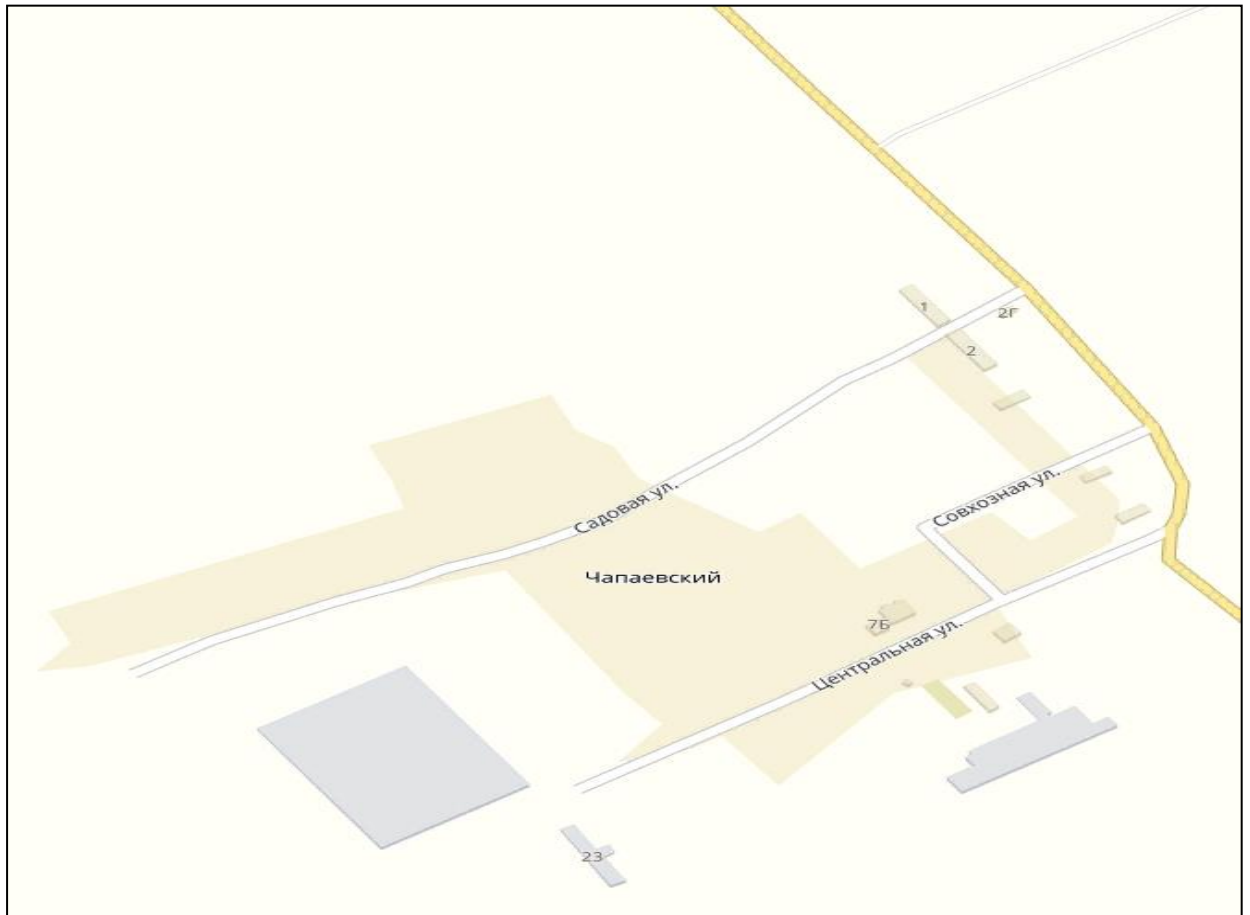 1
2Г
2
Садовая ул.
Совхозная ул.
Чапаевский
7Б
Центральная ул.
23